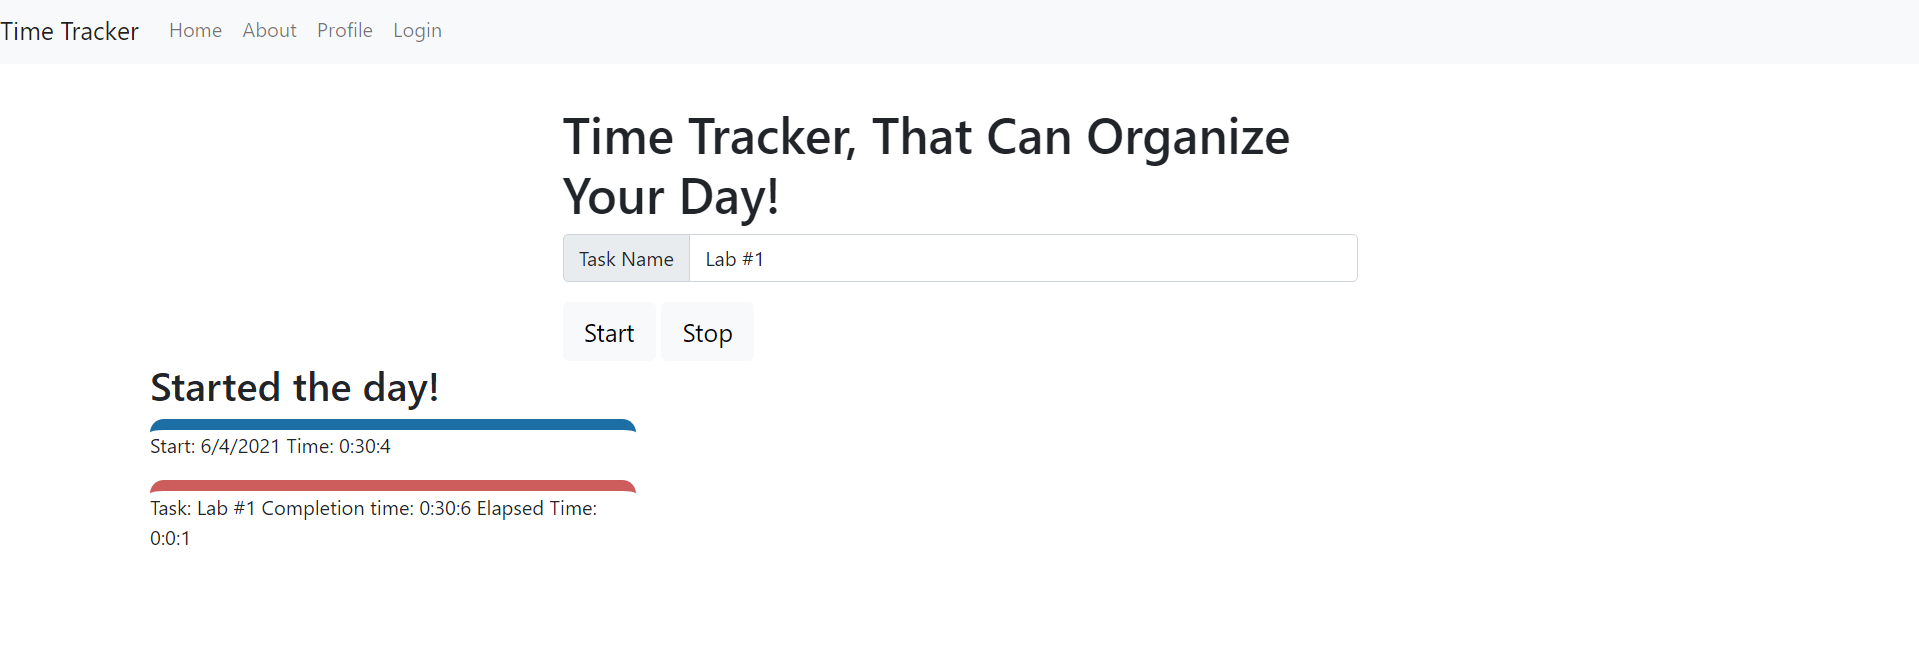 Time Tracker Home About Profile Login
Time Tracker, That Can Organize
Your Day!
Task Name Lab #1
Start Stop
Started the day!
Start: 6/4/2021 Time: 0:30:4
Task: Lab #1 Completion time: 0:30:6 Elapsed Time:
0:0:1